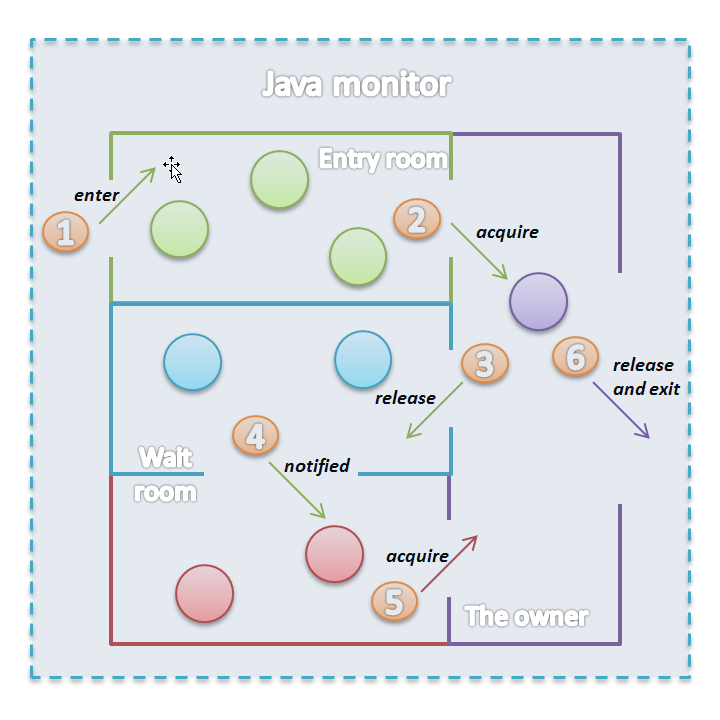 Java monitor
Entry room
enter
1
2
acquire
3
6
release
and exit
release
4
Wait
room
notified
acquire
5
The owner